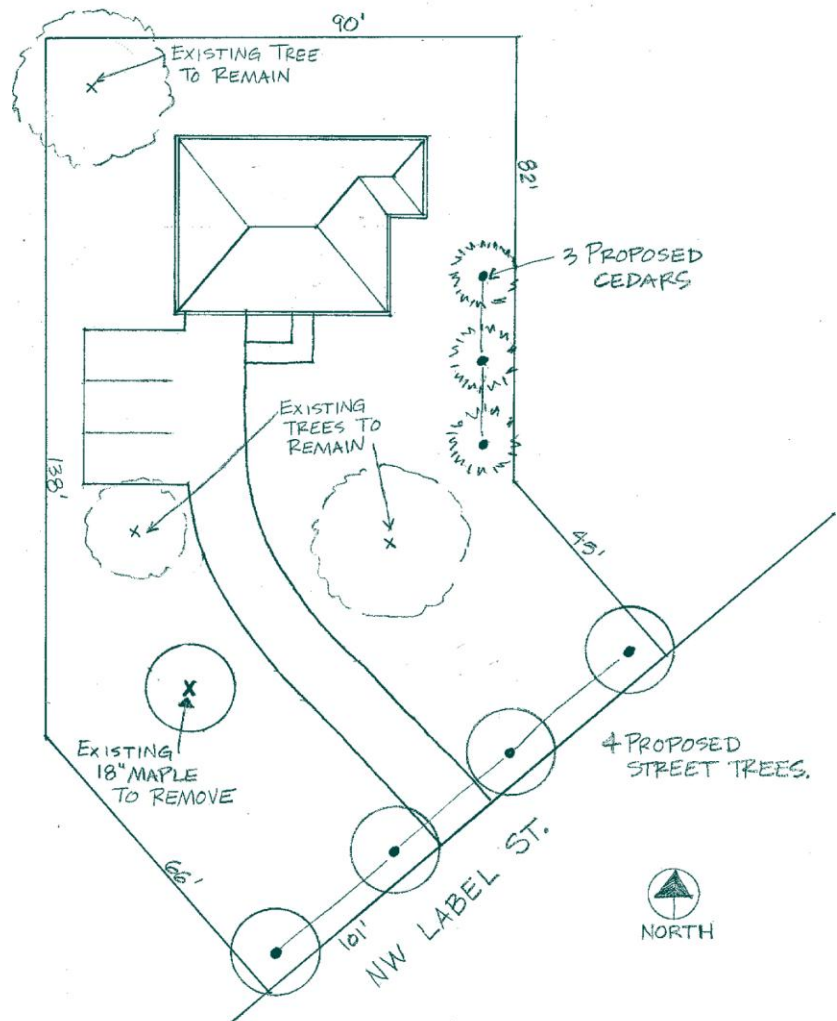 90'
EXISTING TREE
TO REMAIN
82'
3 PROPOSED
CEDARS
EXISTING
TREES TO
REMAIN
138'
45'
EXISTING
18" MAPLE
TO REMOVE
4 PROPOSED
STREET TREES.
66'
101'
NW LABEL ST.
NORTH